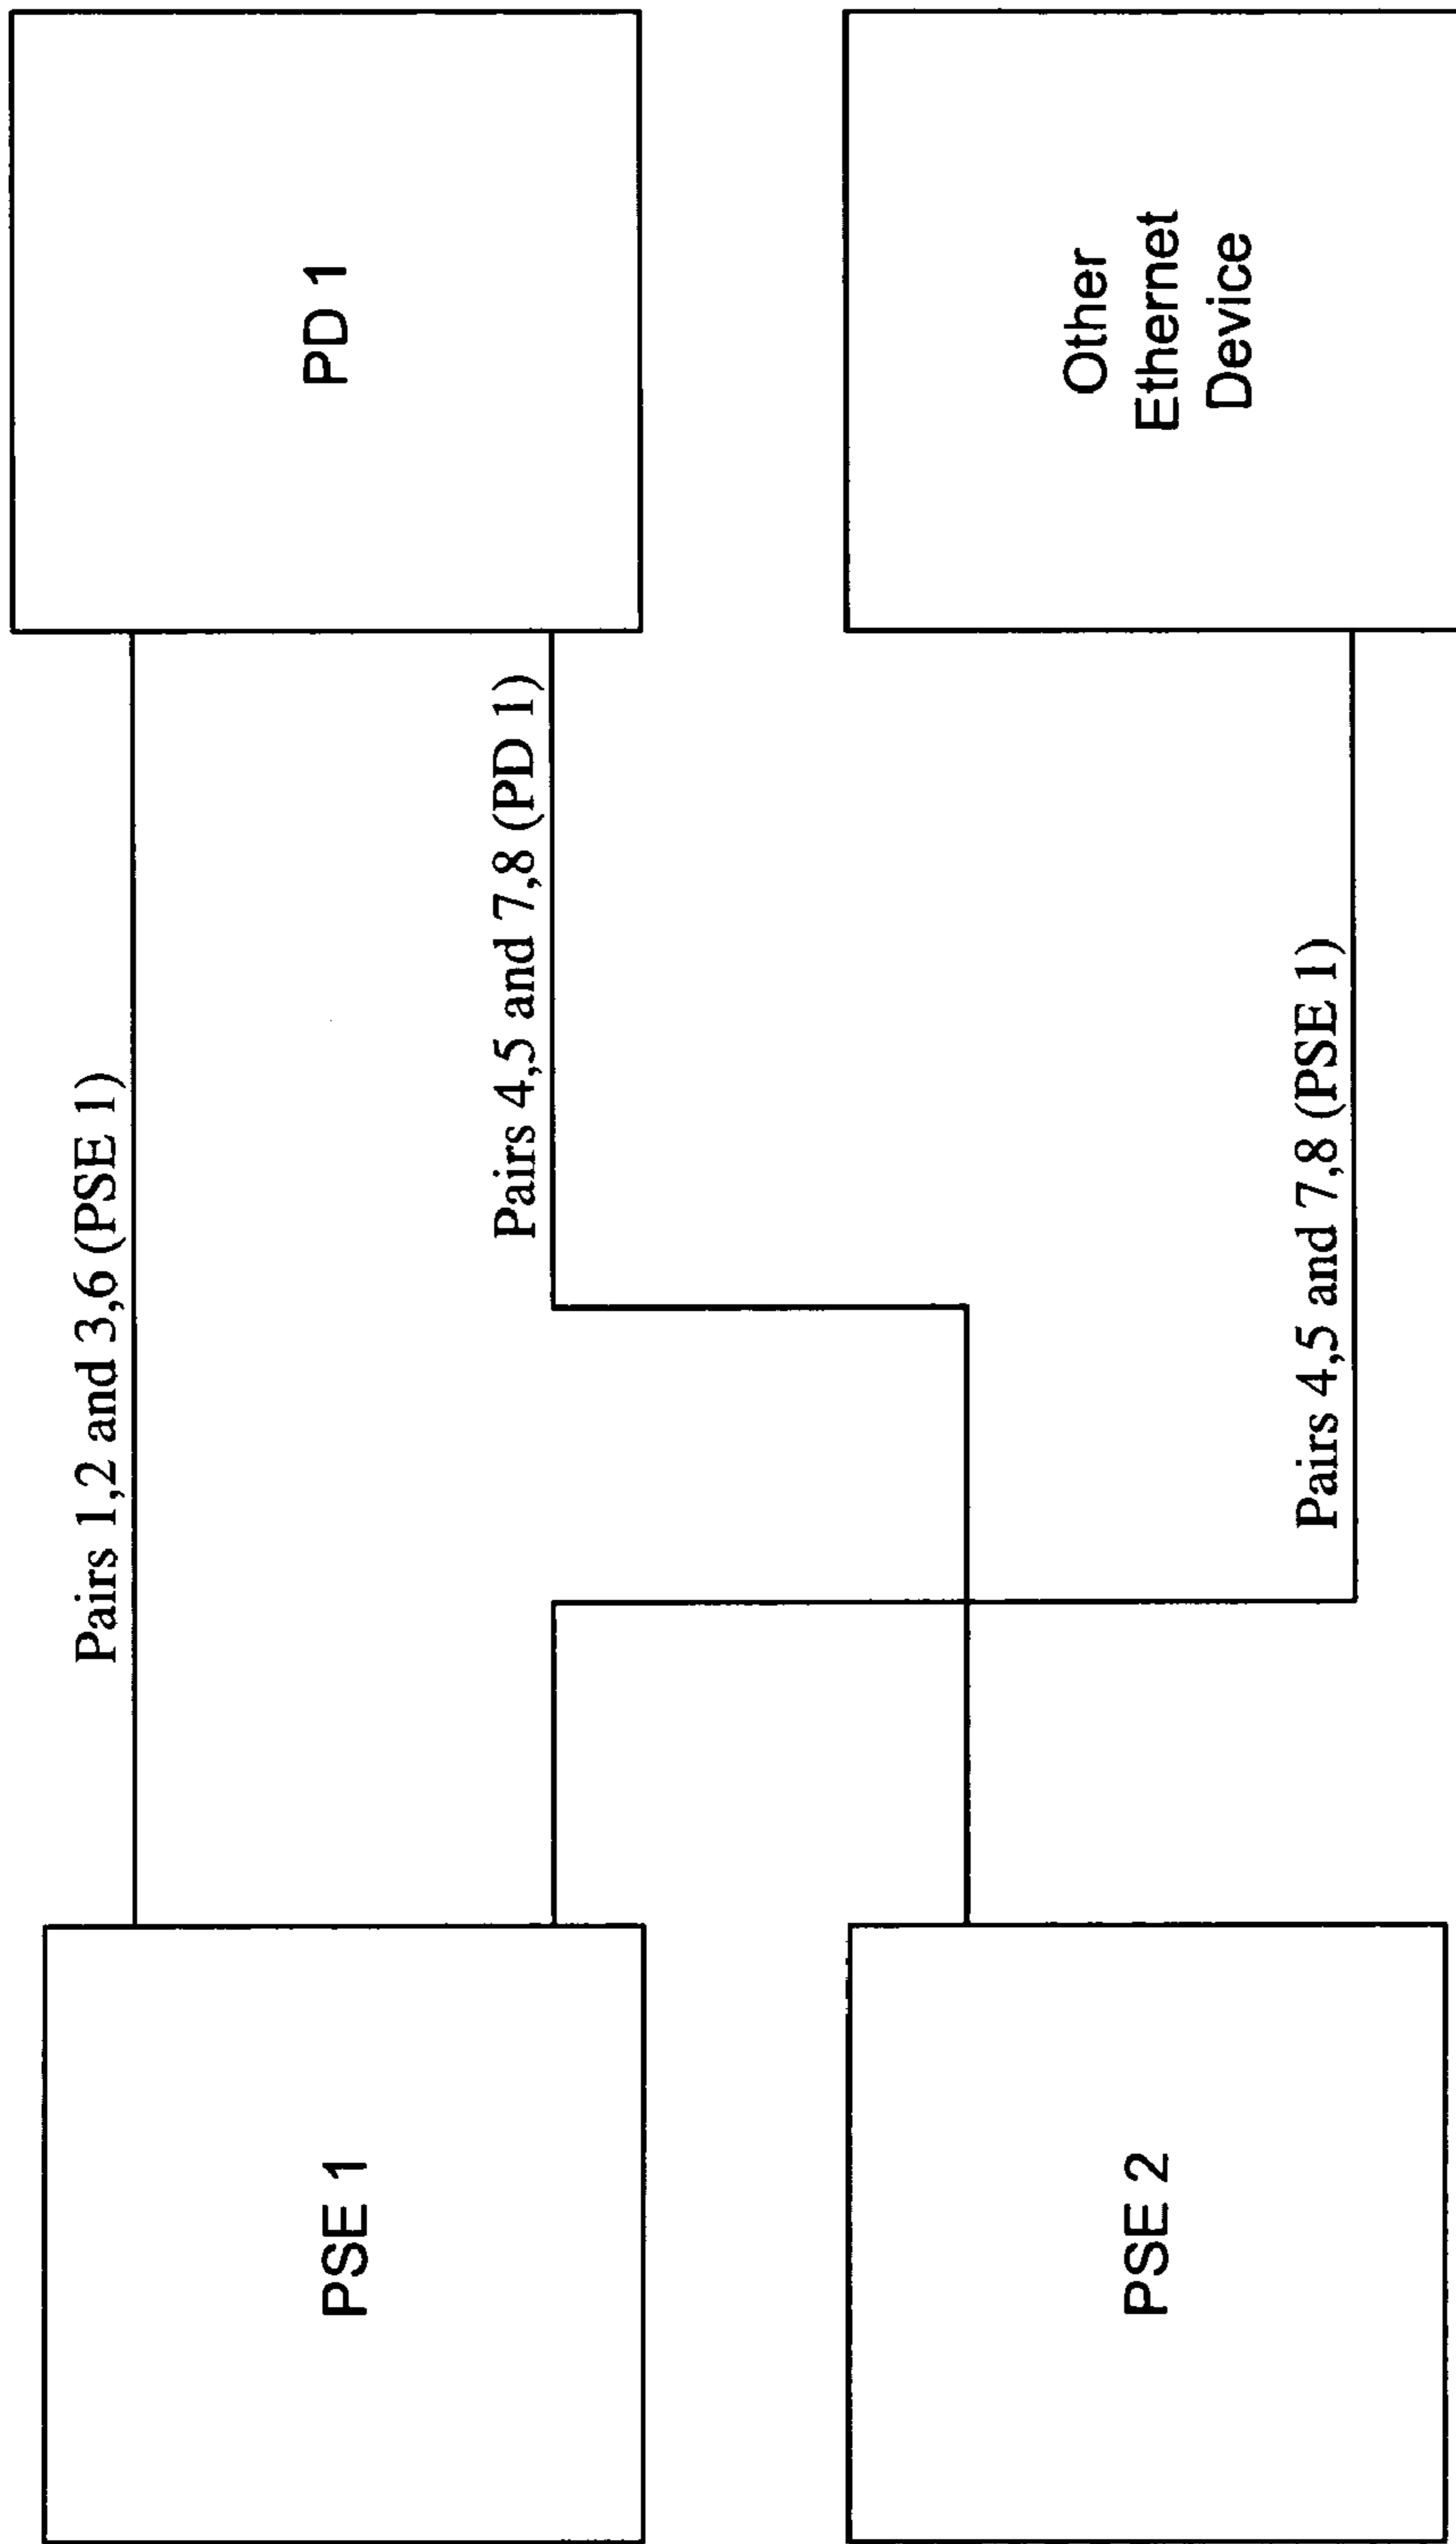 PSE 1
Pairs 1,2 and 3,6 (PSE 1)
PD 1
Pairs 4,5 and 7,8 (PD 1)
PSE 2
Pairs 4,5 and 7,8 (PSE 1)
Other
Ethernet
Device